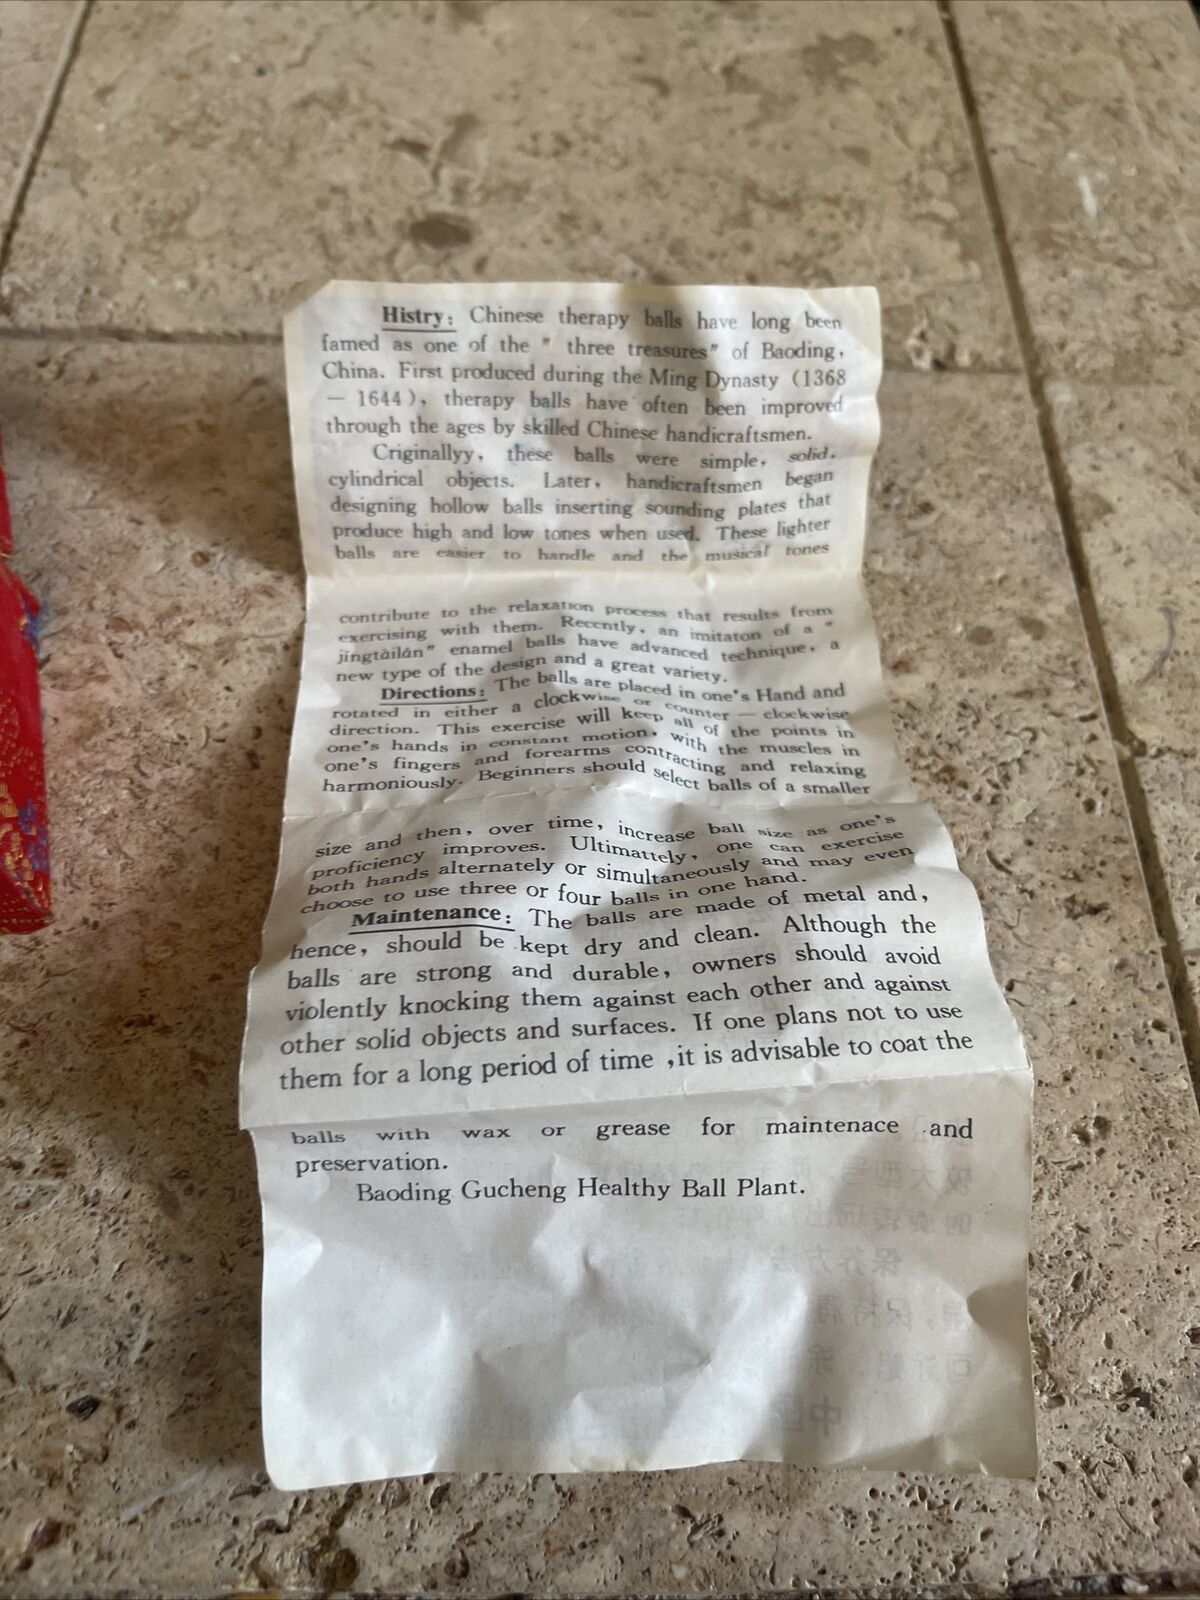 Histry: Chinese therapy balls have long been
famed as one of the " three treasures" of Baoding,
China. First produced during the Ming Dynasty (1368
— 1644), therapy balls have often been improved
through the ages by skilled Chinese handicraftsmen.
Criginallyy, these balls were simple, solid,
cylindrical objects. Later, handicraftsmen began
designing hollow balls inserting sounding plates that
produce high and low tones when used. These lighter
balls are easier to handle and the musical tones
contribute to the relaxation process that results from
exercising with them. Recently, an imitaton of a "
jingtàilán" enamel balls have advanced technique, a
new type of the design and a great variety.
Directions: The balls are placed in one's Hand and
rotated in either a clockwise or counter — clockwise
direction. This exercise will keep all of the points in
one's hands in constant motion, with the muscles in
one's fingers and forearms contracting and relaxing
harmoniously. Beginners should select balls of a smaller
size and then, over time, increase ball size as one's
proficiency improves. Ultimattely, one can exercise
both hands alternately or simultaneously and may even
choose to use three or four balls in one hand.
Maintenance: The balls are made of metal and,
hence, should be kept dry and clean. Although the
balls are strong and durable, owners should avoid
violently knocking them against each other and against
other solid objects and surfaces. If one plans not to use
them for a long period of time ,it is advisable to coat the
balls with wax or grease for maintenace and
preservation.
Baoding Gucheng Healthy Ball Plant.